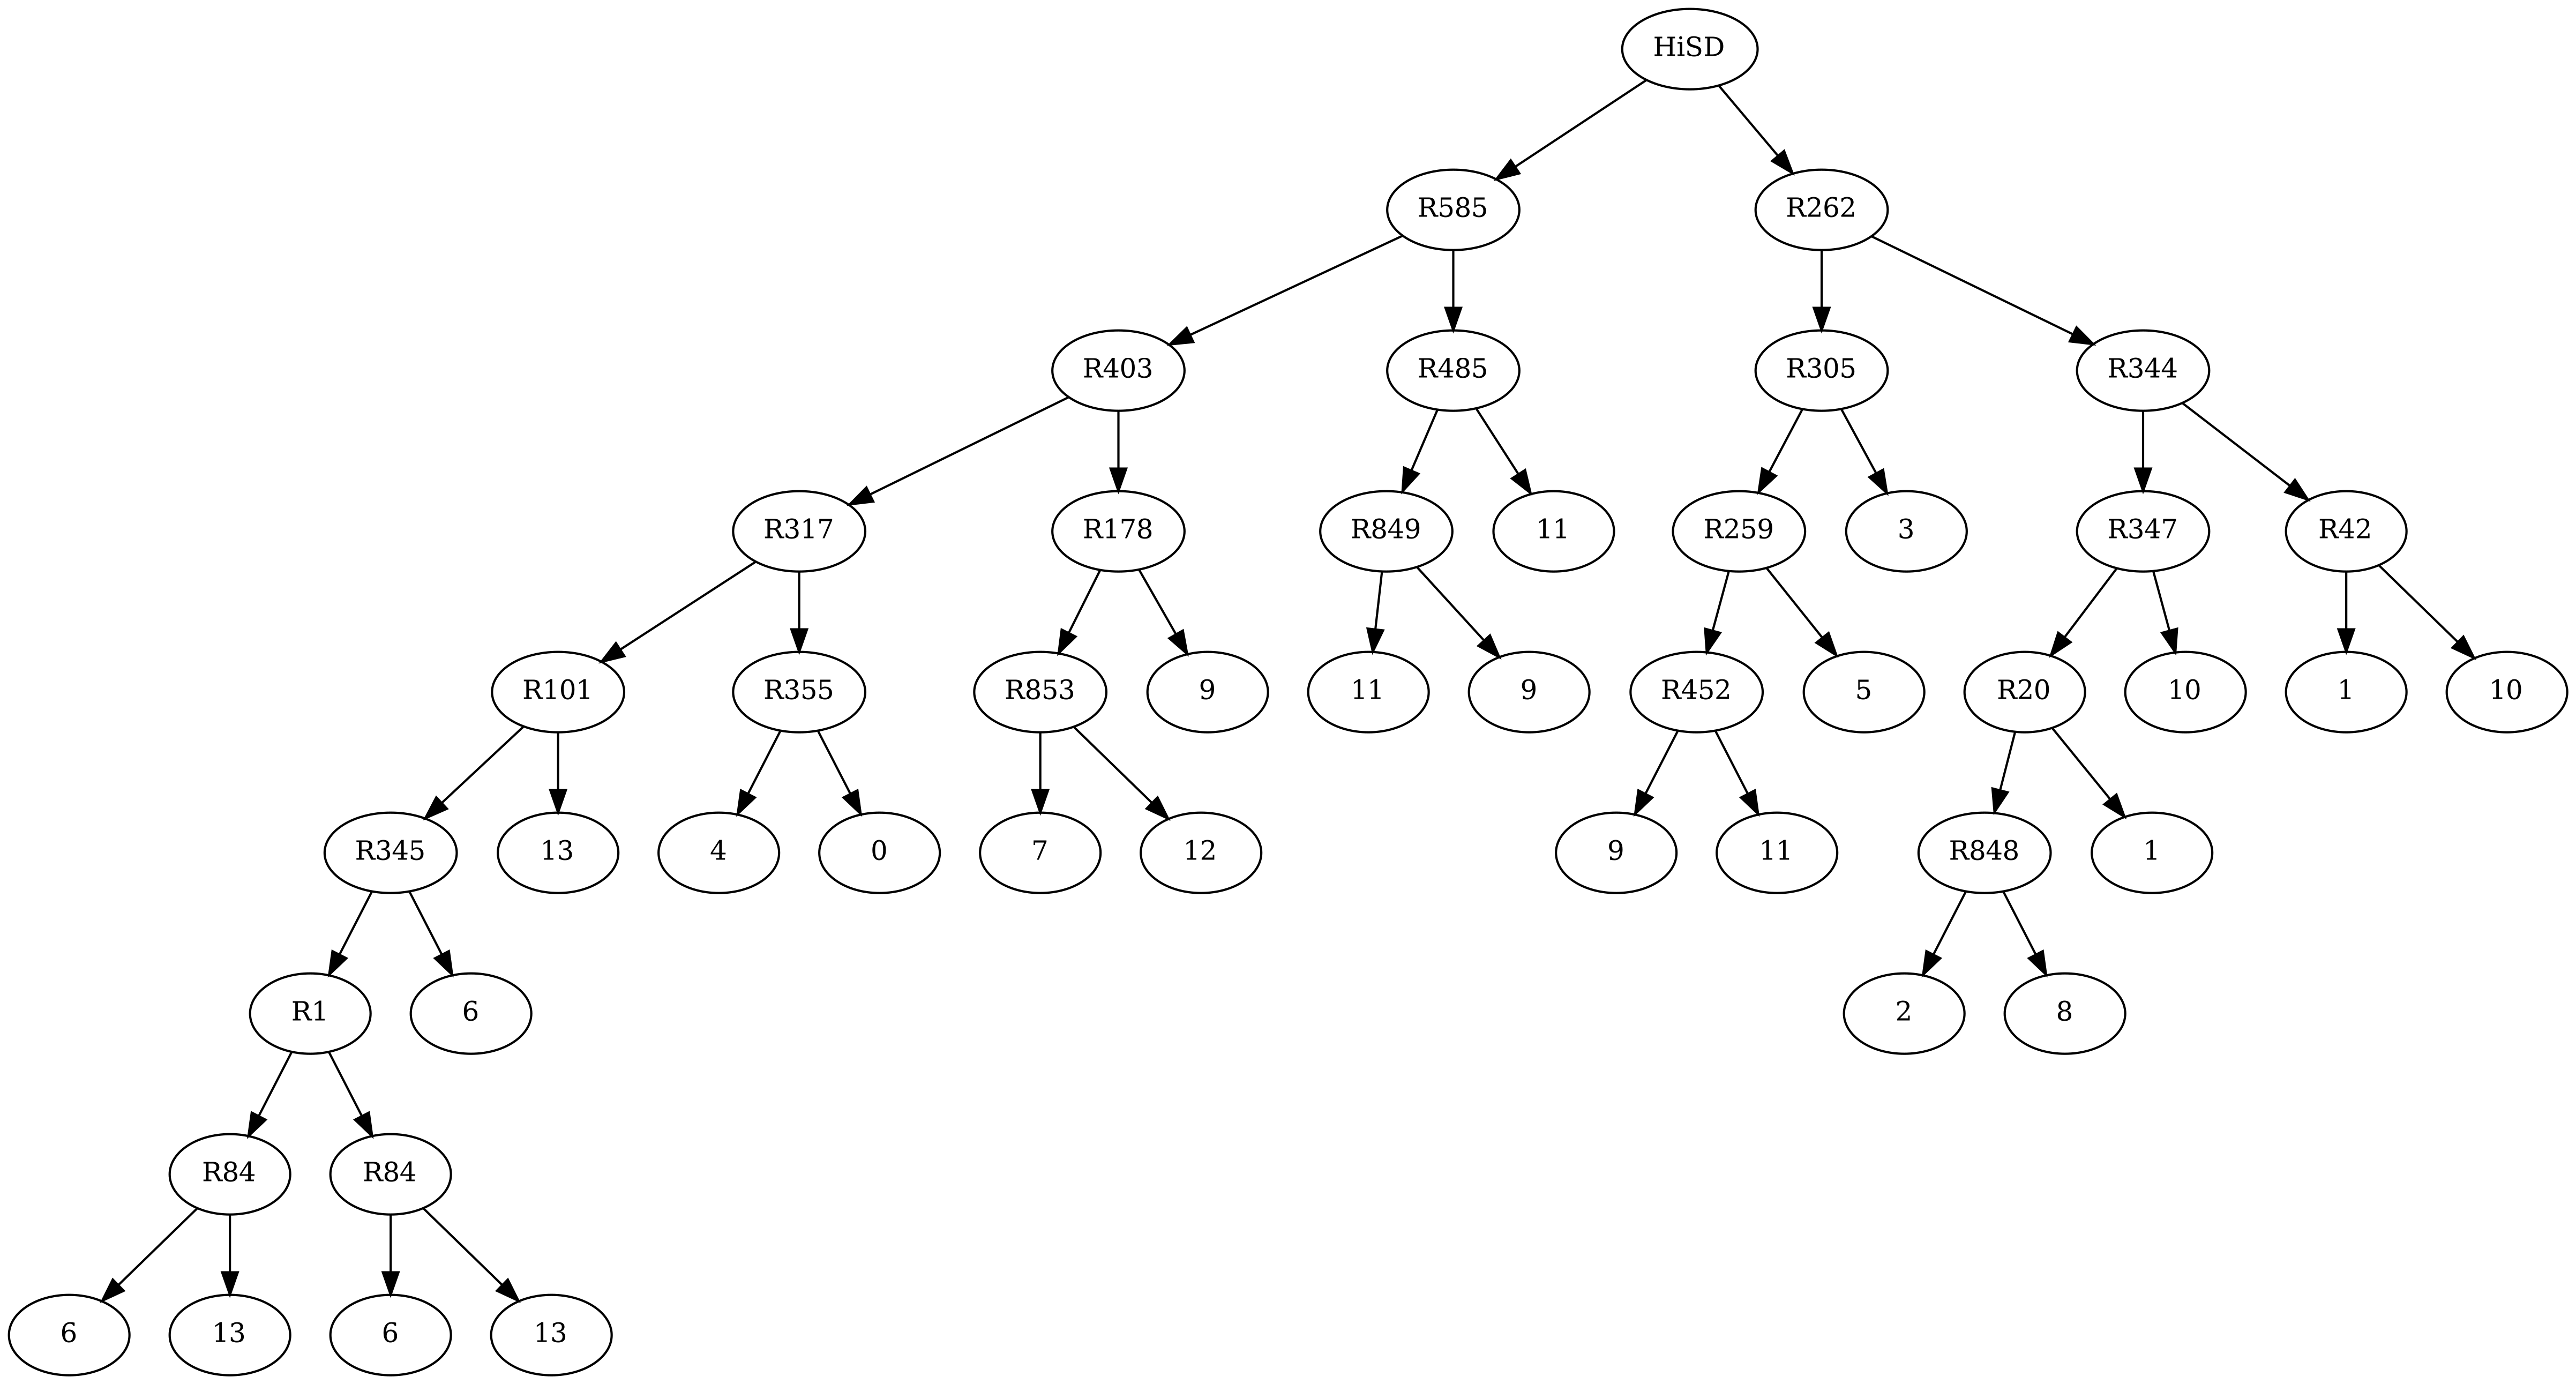 HiSD
R585 R262
R403 R485 R305 R344
R317 R178 R849 11 R259 3 R347 R42
R101 R355 R853 9 11 9 R452 5 R20 10 1 10
R345 13 4 0 7 12 9 11 R848 1
R1 6 2 8
R84 R84
6 13 6 13